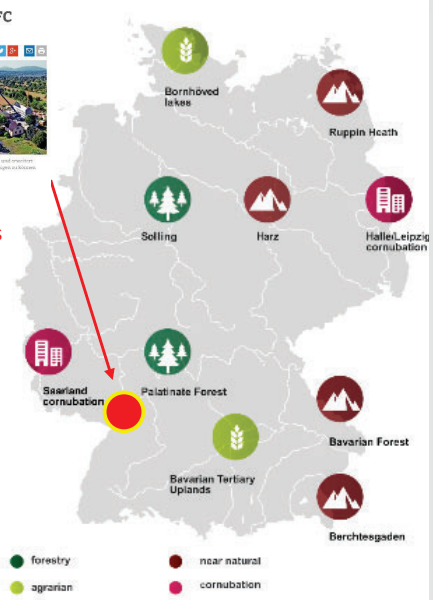 FC
Bornhöved
lakes
Ruppin Heath
Solling
Harz
Halle/Leipzig
cornubation
Saarland
cornubation
Palatinate Forest
Bavarian Forest
Bavarian Tertiary
Uplands
Berchtesgaden
forestry
near natural
agrarian
cornubation